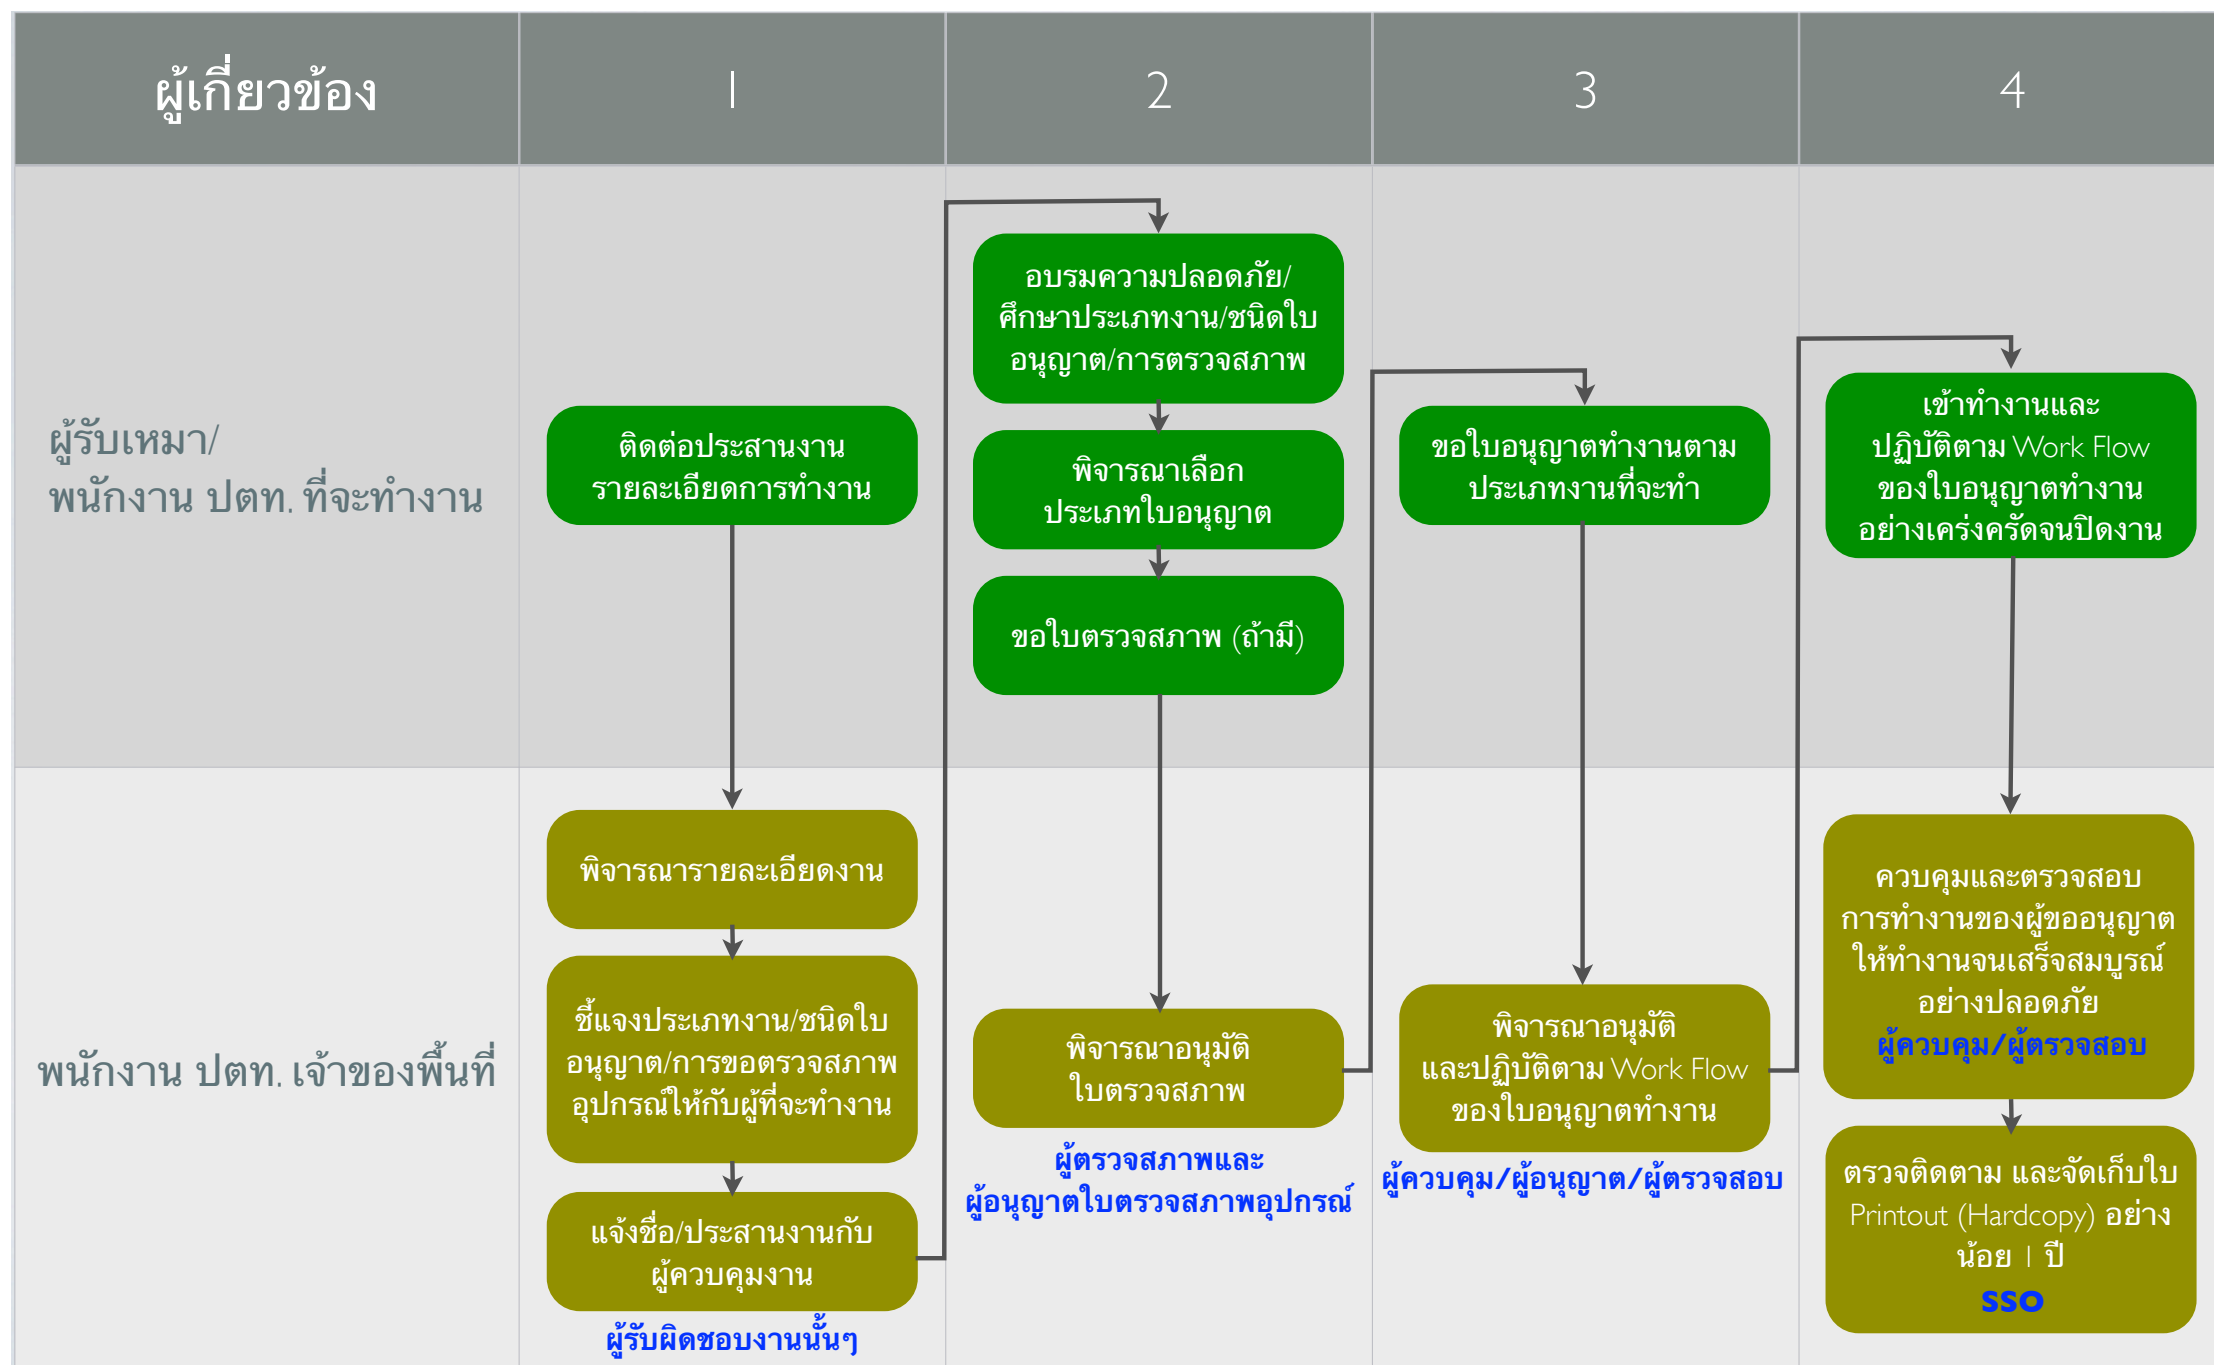 ผู้เกี่ยวข้อง
1
2
3
4
ผู้รับเหมา/
พนักงาน ปตท. ที่จะทำงาน
ติดต่อประสานงาน
รายละเอียดการทำงาน
อบรมความปลอดภัย/
ศึกษาประเภทงาน/ชนิดใบ
อนุญาต/การตรวจสภาพ
พิจารณาเลือก
ประเภทใบอนุญาต
ขอใบตรวจสภาพ (ถ้ามี)
ขอใบอนุญาตทำงานตาม
ประเภทงานที่จะทำ
เข้าทำงานและ
ปฏิบัติตาม Work Flow
ของใบอนุญาตทำงาน
อย่างเคร่งครัดจนปิดงาน
พนักงาน ปตท. เจ้าของพื้นที่
พิจารณารายละเอียดงาน
ชี้แจงประเภทงาน/ชนิดใบ
อนุญาต/การขอตรวจสภาพ
อุปกรณ์ให้กับผู้ที่จะทำงาน
แจ้งชื่อ/ประสานงานกับ
ผู้ควบคุมงาน
ผู้รับผิดชอบงานนั้นๆ
พิจารณาอนุมัติ
ใบตรวจสภาพ
ผู้ตรวจสภาพและ
ผู้อนุญาตใบตรวจสภาพอุปกรณ์
พิจารณาอนุมัติ
และปฏิบัติตาม Work Flow
ของใบอนุญาตทำงาน
ผู้ควบคุม/ผู้อนุญาต/ผู้ตรวจสอบ
ควบคุมและตรวจสอบ
การทำงานของผู้ขออนุญาต
ให้ทำงานจนเสร็จสมบูรณ์
อย่างปลอดภัย
ผู้ควบคุม/ผู้ตรวจสอบ
ตรวจติดตาม และจัดเก็บใบ
Printout (Hardcopy) อย่าง
น้อย 1 ปี
SSO